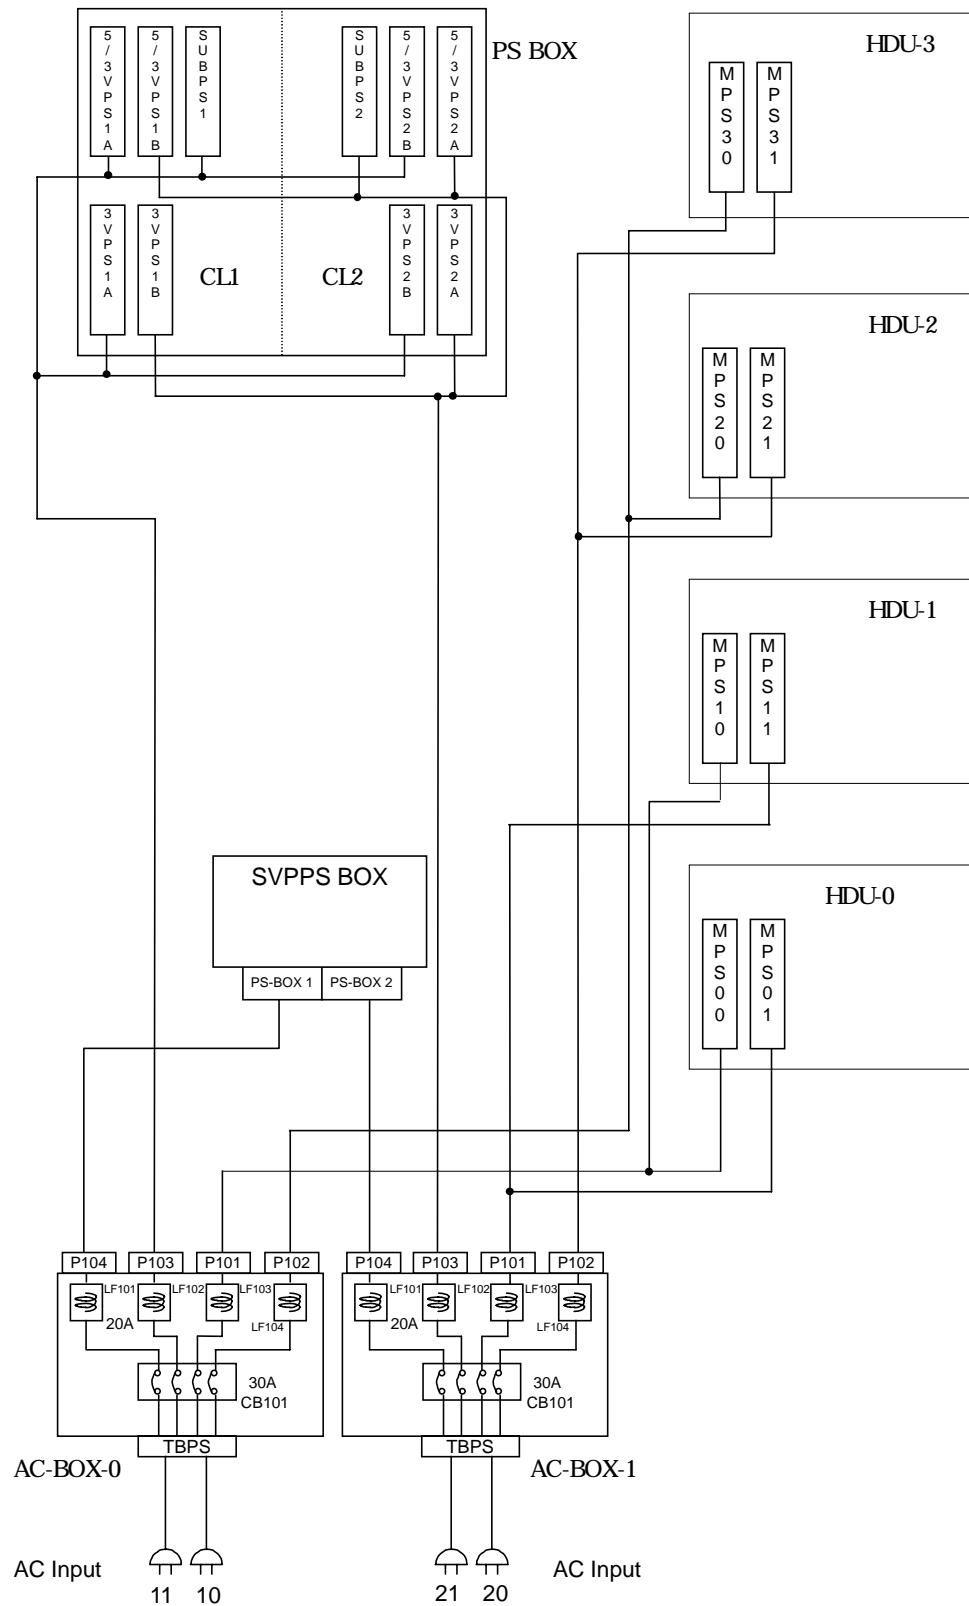 PS BOX
HDU-3
5/3VPS1A
5/3VPS1B
SUBPS1
SUBPS2
5/3VPS2B
5/3VPS2A
MPS30
MPS31
3VPS1A
3VPS1B
CL1
CL2
3VPS2B
3VPS2A
HDU-2
MPS20
MPS21
HDU-1
MPS10
MPS11
SVPPS BOX
PS-BOX 1
PS-BOX 2
HDU-0
MPS00
MPS01
P104
P103
P101
P102
P104
P103
P101
P102
LF101
LF102
LF103
LF104
20A
LF101
LF102
LF103
LF104
20A
30A
CB101
30A
CB101
TBPS
TBPS
AC-BOX-0
AC-BOX-1
AC Input
11
10
21
20
AC Input